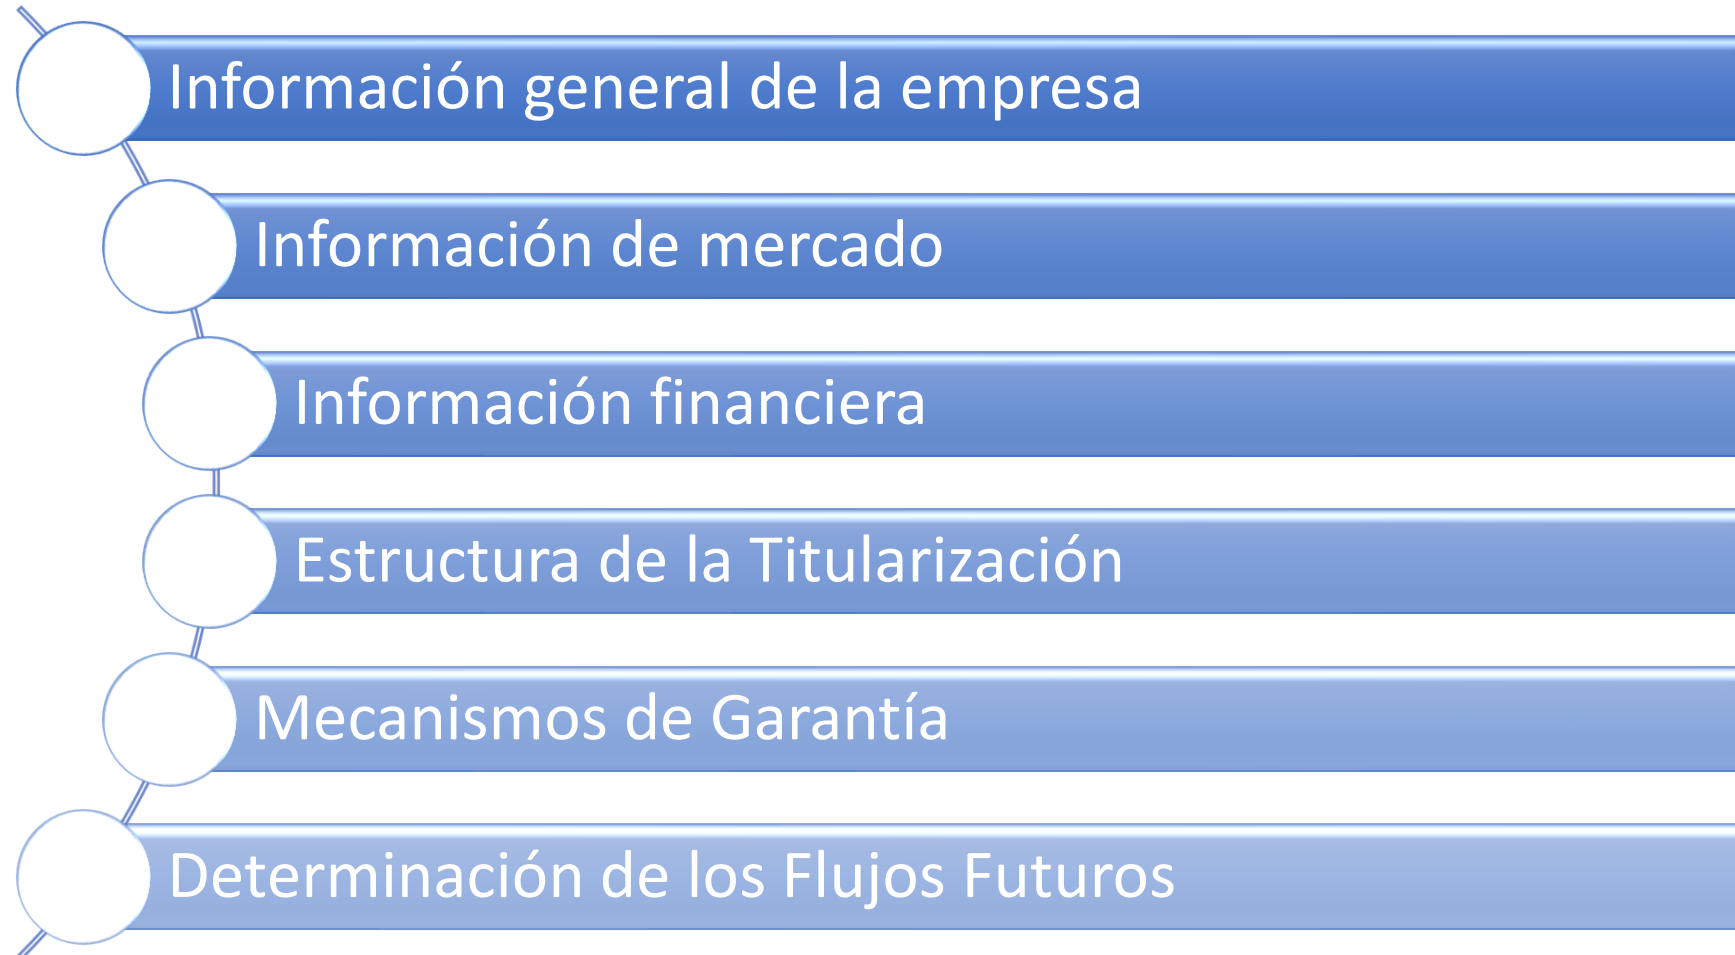 Información general de la empresa
Información de mercado
Información financiera
Estructura de la Titularización
Mecanismos de Garantía
Determinación de los Flujos Futuros